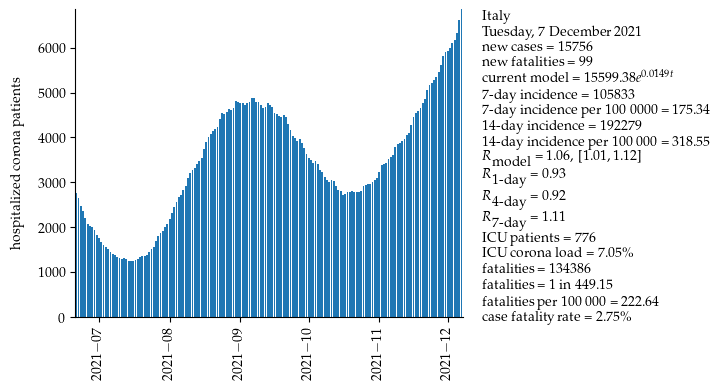 hospitalized corona patients
6000
5000
4000
3000
2000
1000
0
2021−07
2021−08
2021−09
2021−10
2021−11
2021−12
Italy
Tuesday, 7 December 2021
new cases = 15756
new fatalities = 99
current model = 15599.38e^0.0149t
7-day incidence = 105833
7-day incidence per 100 0000 = 175.34
14-day incidence = 192279
14-day incidence per 100 000 = 318.55
R_model = 1.06, [1.01, 1.12]
R_1-day = 0.93
R_4-day = 0.92
R_7-day = 1.11
ICU patients = 776
ICU corona load = 7.05%
fatalities = 134386
fatalities = 1 in 449.15
fatalities per 100 000 = 222.64
case fatality rate = 2.75%